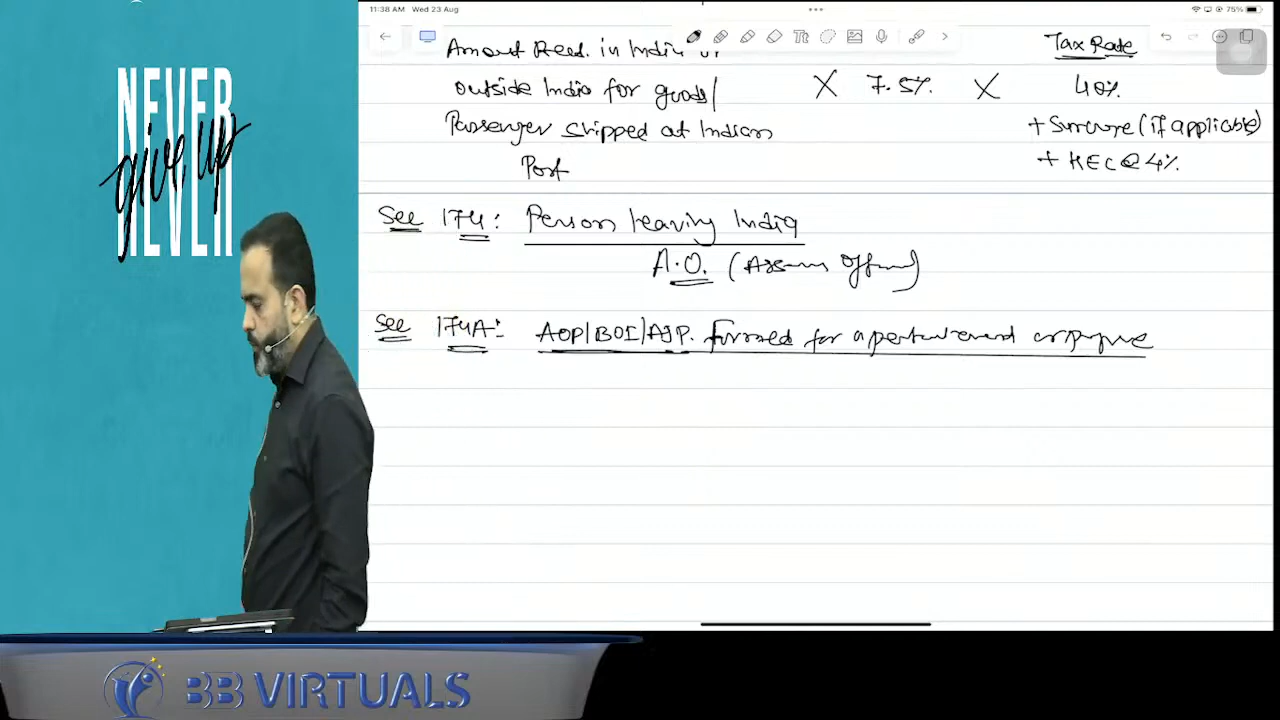 11:38 AM Wed 23 Aug
75%
Amount Recd. in India or
outside India for goods/
Passenger shipped at Indian
Port
X 7.5% X
Tax Rate
40%
+ Surcharge (if applicable)
+ HEC @ 4%
NEVER
give up
NEVER
Sec 174: Person leaving India
A.O. (Assessing Officer)
Sec 174A: AOP/BOI/AJP. formed for a particular event or purpose
BB VIRTUALS